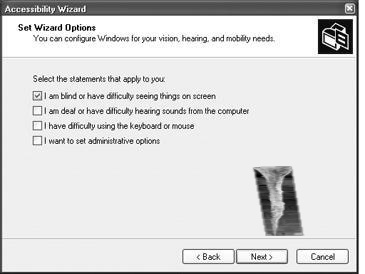 Accessibility Wizard
Set Wizard Options
You can configure Windows for your vision, hearing, and mobility needs.
Select the statements that apply to you:
I am blind or have difficulty seeing things on screen
I am deaf or have difficulty hearing sounds from the computer
I have difficulty using the keyboard or mouse
I want to set administrative options
< Back
Next >
Cancel